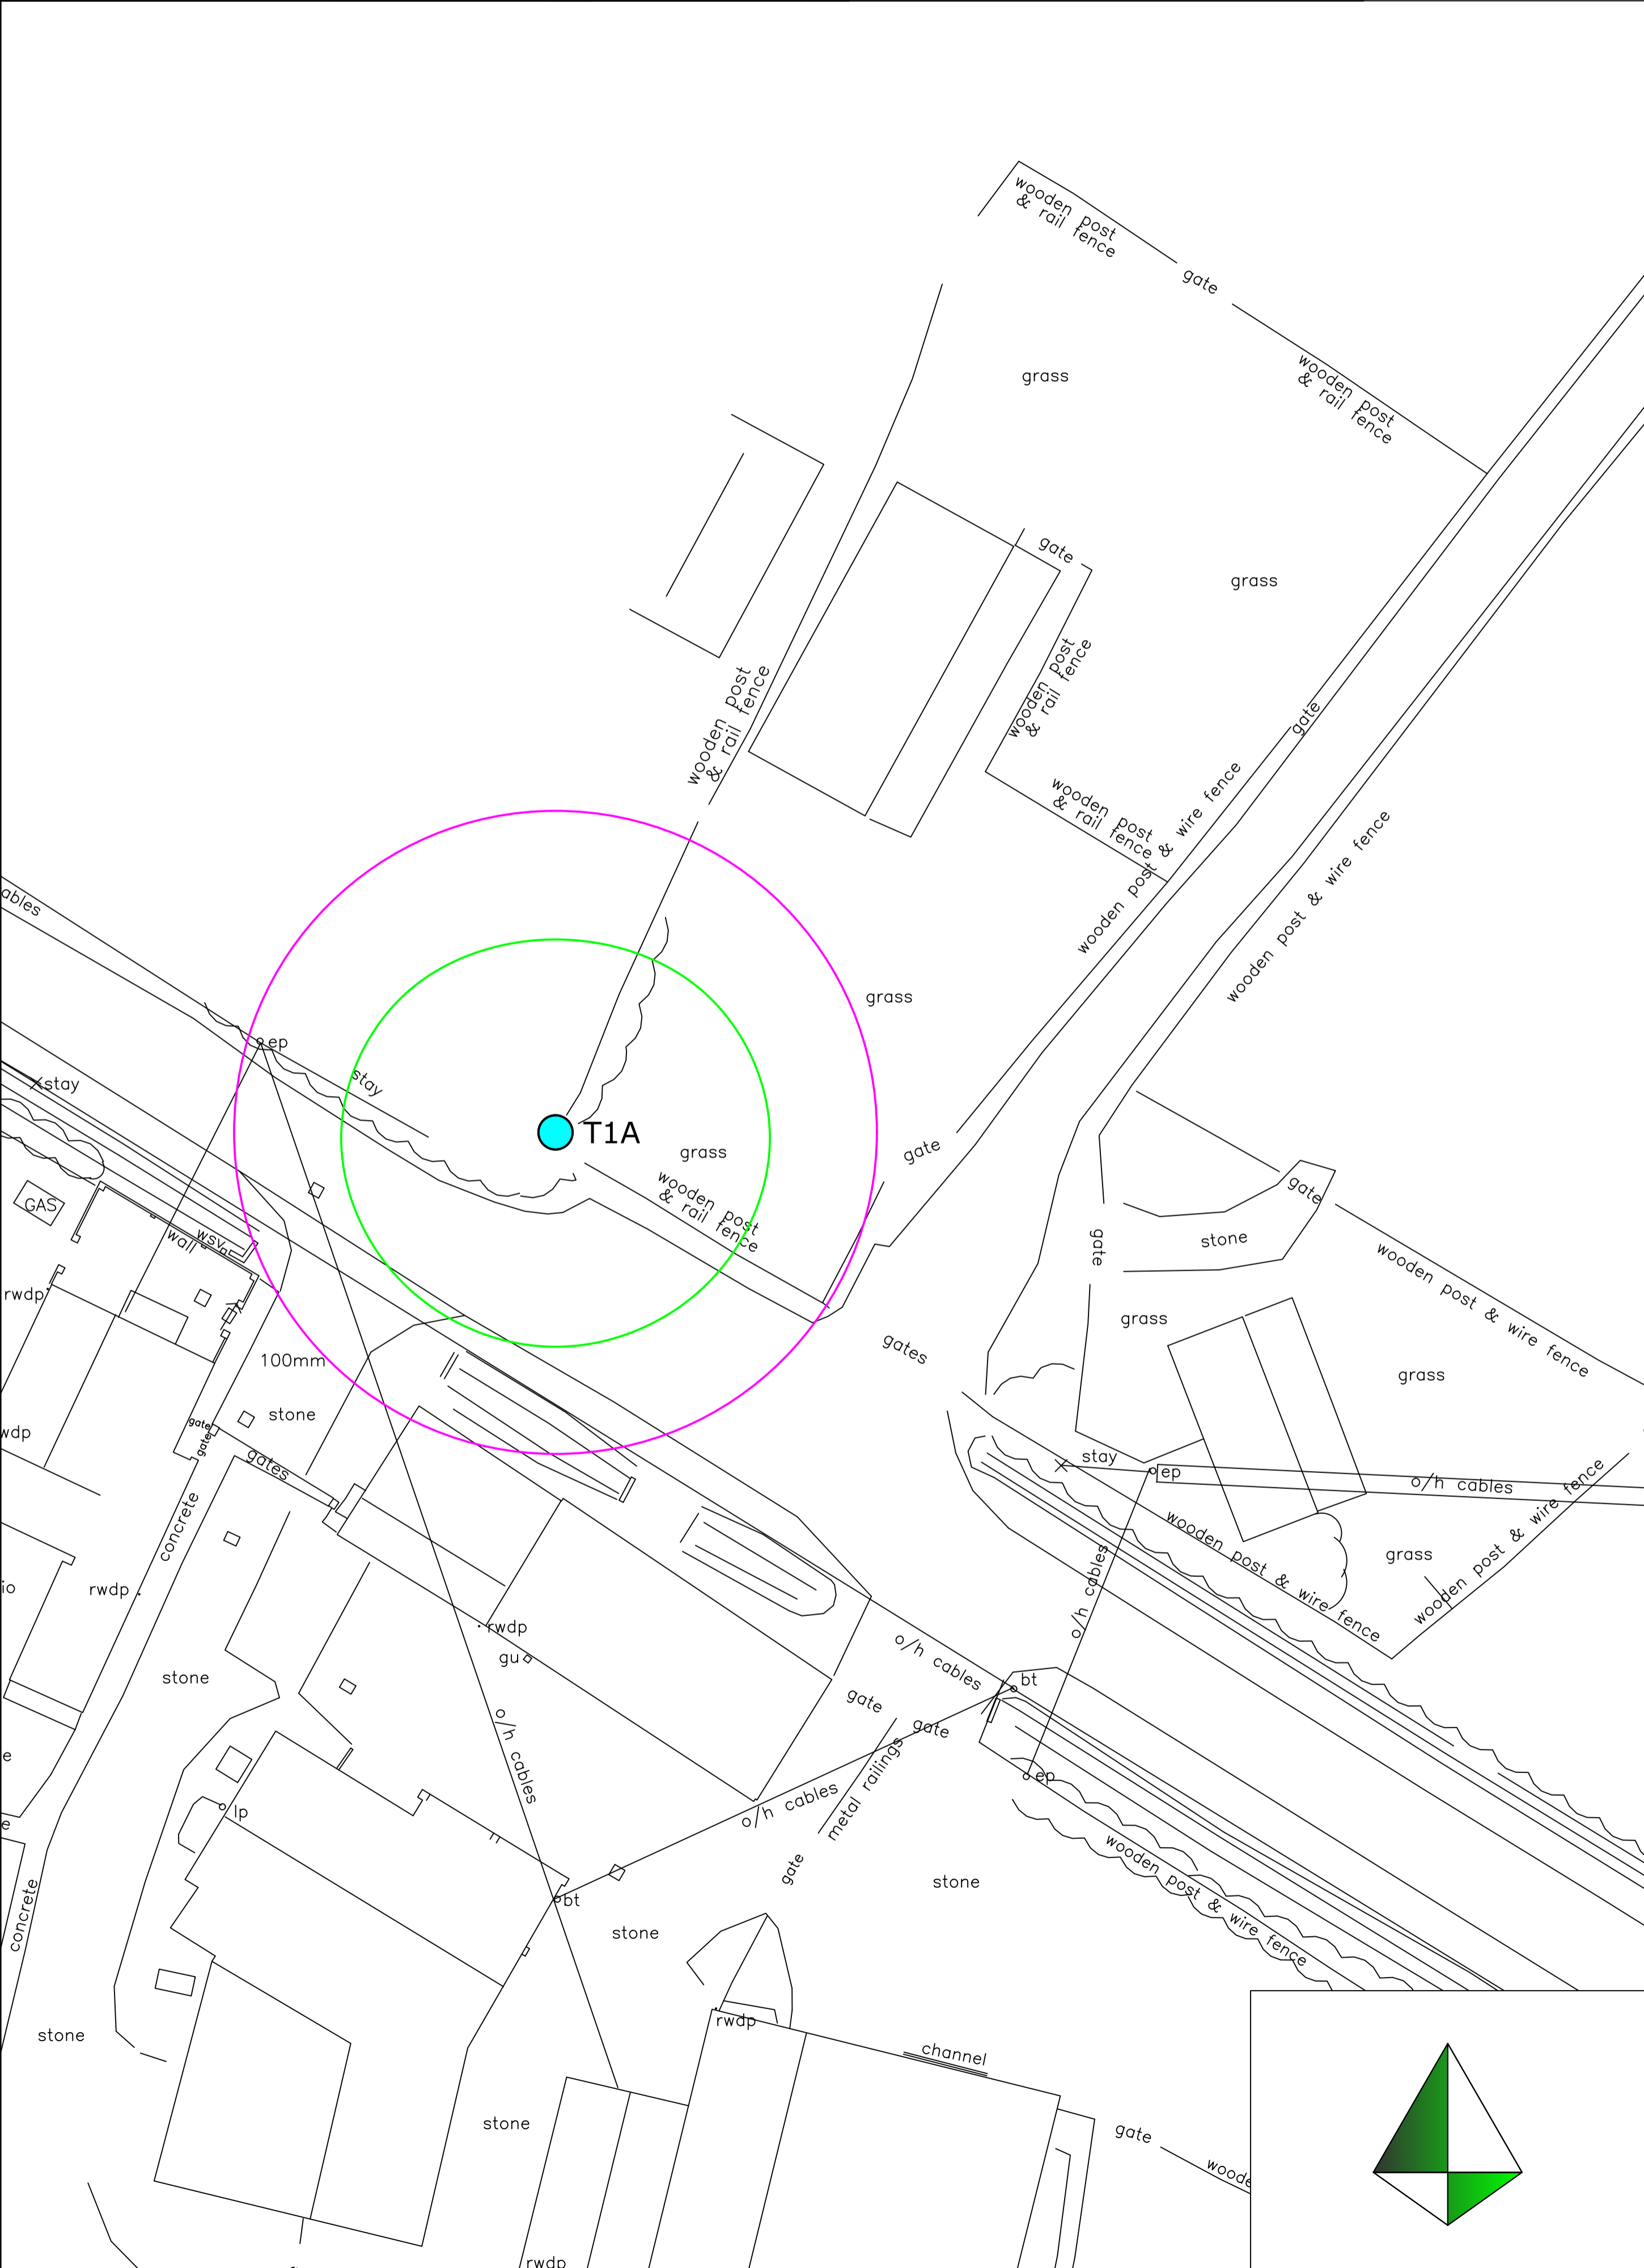 wooden post
& rail fence
gate
wooden post
& rail fence
grass
gate
grass
wooden post
& rail fence
wooden post
& rail fence
gate
wooden post
& rail fence
wooden post & wire fence
wooden post & wire fence
ables
grass
ep
stay
stay
T1A
grass
gate
wooden post
& rail fence
gate
GAS
wall
wsv
gate
stone
wooden post & wire fence
rwdp
grass
gates
100mm
grass
stone
gate
gate
wdp
gates
stay
ep
o/h cables
wooden post & wire fence
concrete
wooden post & wire fence
grass
io
rwdp
o/h cables
rwdp
gu
o/h cables
stone
bt
gate
gate
o/h cables
metal railings
ep
e
o/h cables
lp
e
gate
wooden post & wire fence
concrete
bt
stone
stone
rwdp
stone
channel
stone
gate
woode
rwdp